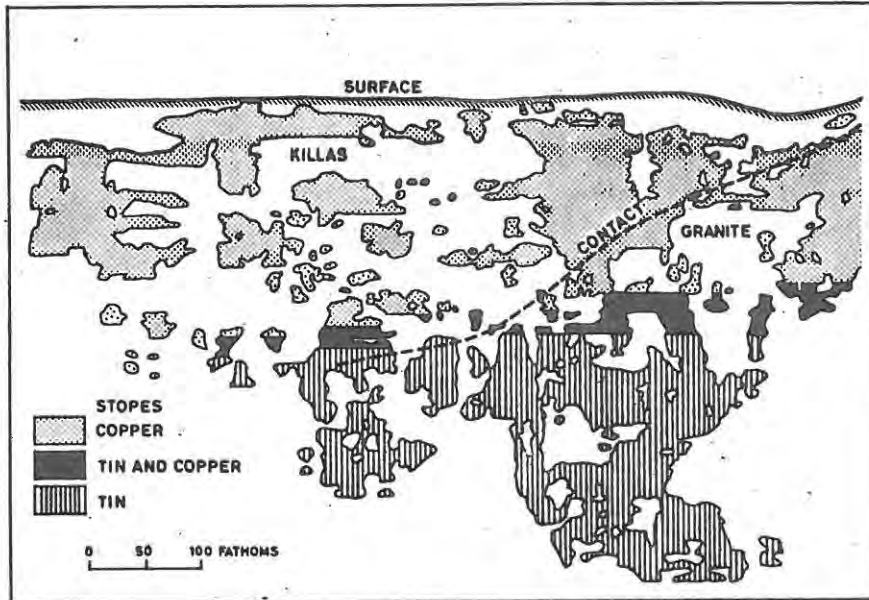 SURFACE
KILLAS
CONTACT
GRANITE
STOPES
COPPER
TIN AND COPPER
TIN
0 50 100 FATHOMS